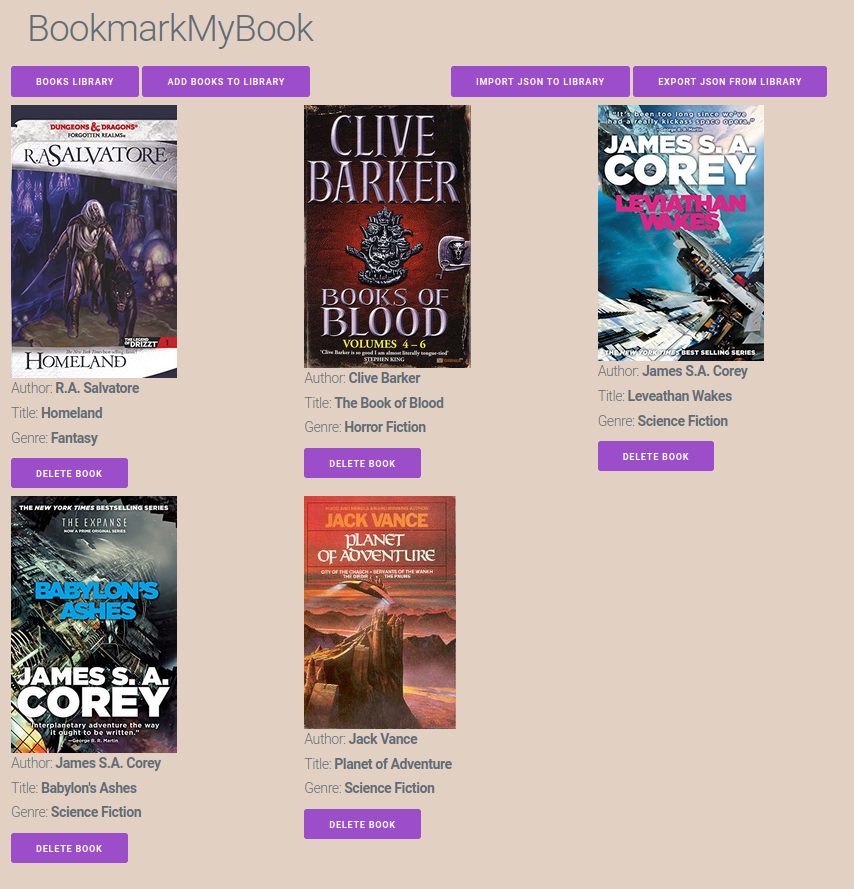 BookmarkMyBook
BOOKS LIBRARY
ADD BOOKS TO LIBRARY
IMPORT JSON TO LIBRARY
EXPORT JSON FROM LIBRARY
DUNGEONS & DRAGONS
FORGOTTEN REALMS
R.A. SALVATORE
THE LEGEND
OF DRIZZT
HOMELAND
Author: R.A. Salvatore
Title: Homeland
Genre: Fantasy
DELETE BOOK
CLIVE
BARKER
BOOKS OF
BLOOD
VOLUMES 4 – 6
"Clive Barker is so good I am almost literally tongue-tied"
STEPHEN KING
Author: Clive Barker
Title: The Book of Blood
Genre: Horror Fiction
DELETE BOOK
"It's been too long since we've
had a really kickass space opera."
—George R. R. Martin
JAMES S. A.
COREY
LEVIATHAN
WAKES
THE NEW YORK TIMES BEST SELLING SERIES
Author: James S.A. Corey
Title: Leveathan Wakes
Genre: Science Fiction
DELETE BOOK
THE NEW YORK TIMES BESTSELLING SERIES
THE EXPANSE
NOW A PRIME ORIGINAL SERIES
BABYLON'S
ASHES
JAMES S. A.
COREY
"Interplanetary adventure the way
it ought to be written."
—George R. R. Martin
Author: James S.A. Corey
Title: Babylon's Ashes
Genre: Science Fiction
DELETE BOOK
JACK VANCE
PLANET
OF ADVENTURE
CITY OF THE CHASCH • SERVANTS OF THE WANKH
THE DIRDIR • THE PNUME
Author: Jack Vance
Title: Planet of Adventure
Genre: Science Fiction
DELETE BOOK